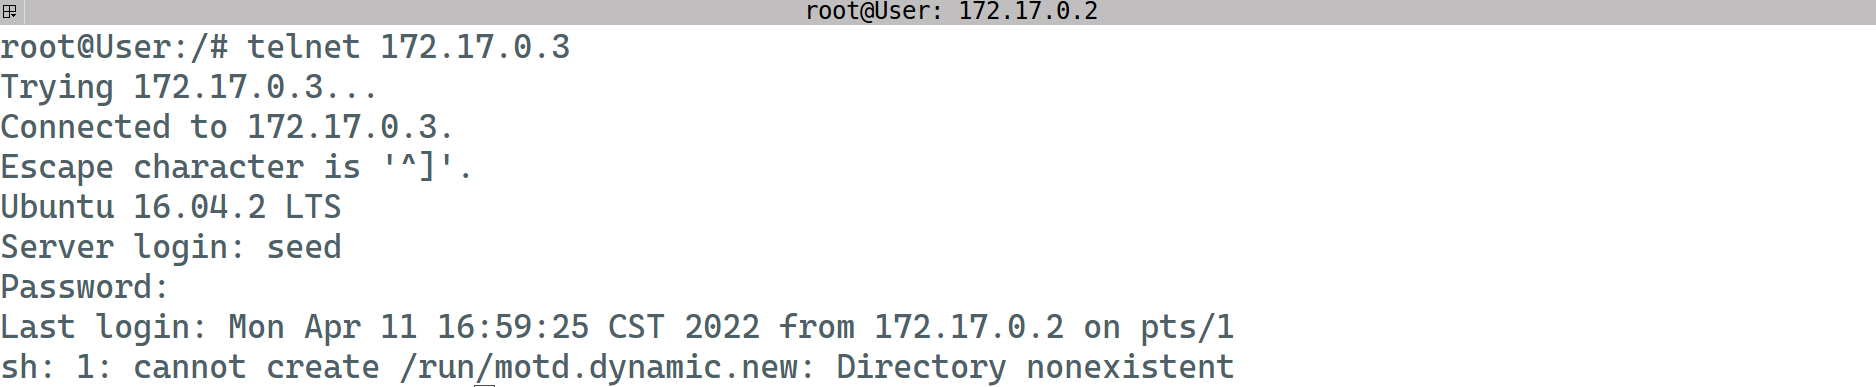 root@User: 172.17.0.2
root@User:/# telnet 172.17.0.3
Trying 172.17.0.3...
Connected to 172.17.0.3.
Escape character is '^]'.
Ubuntu 16.04.2 LTS
Server login: seed
Password:
Last login: Mon Apr 11 16:59:25 CST 2022 from 172.17.0.2 on pts/1
sh: 1: cannot create /run/motd.dynamic.new: Directory nonexistent